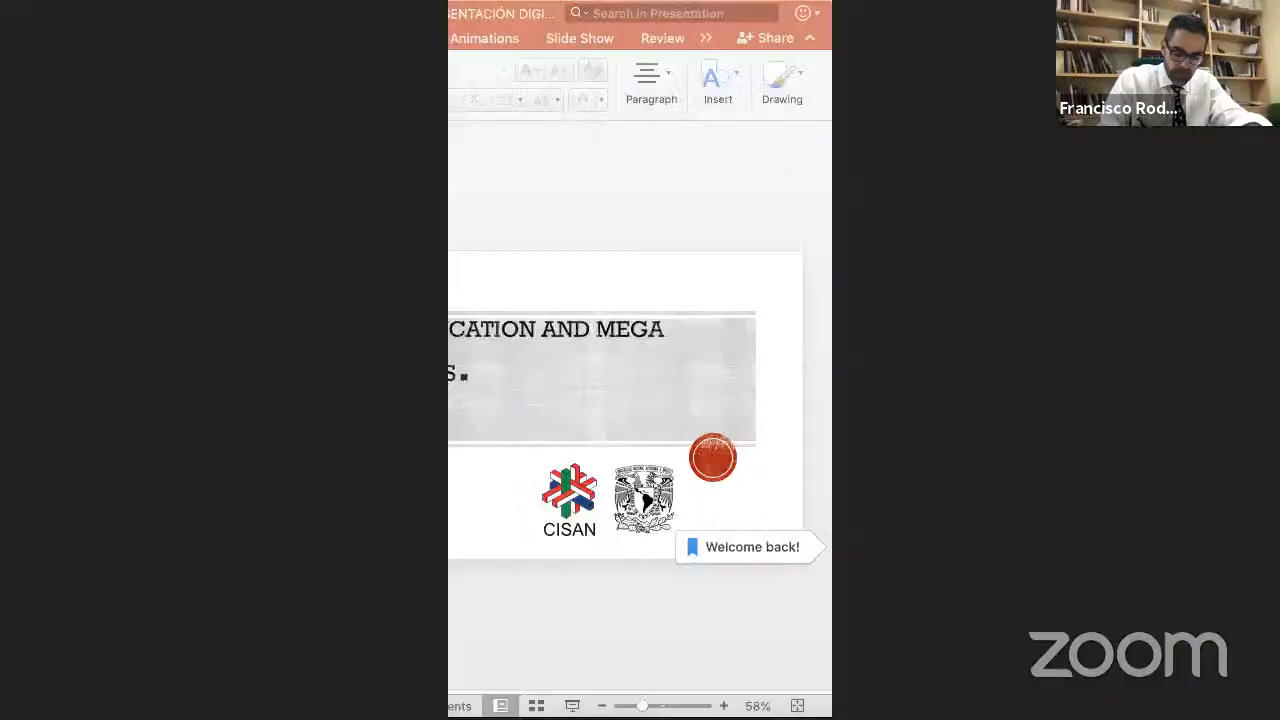 SENTACIÓN DIGI...
Search in Presentation
Animations
Slide Show
Review
Share
Paragraph
Insert
Drawing
Francisco Rod...
CATION AND MEGA
S.
CISAN
Welcome back!
ents
58%
zoom